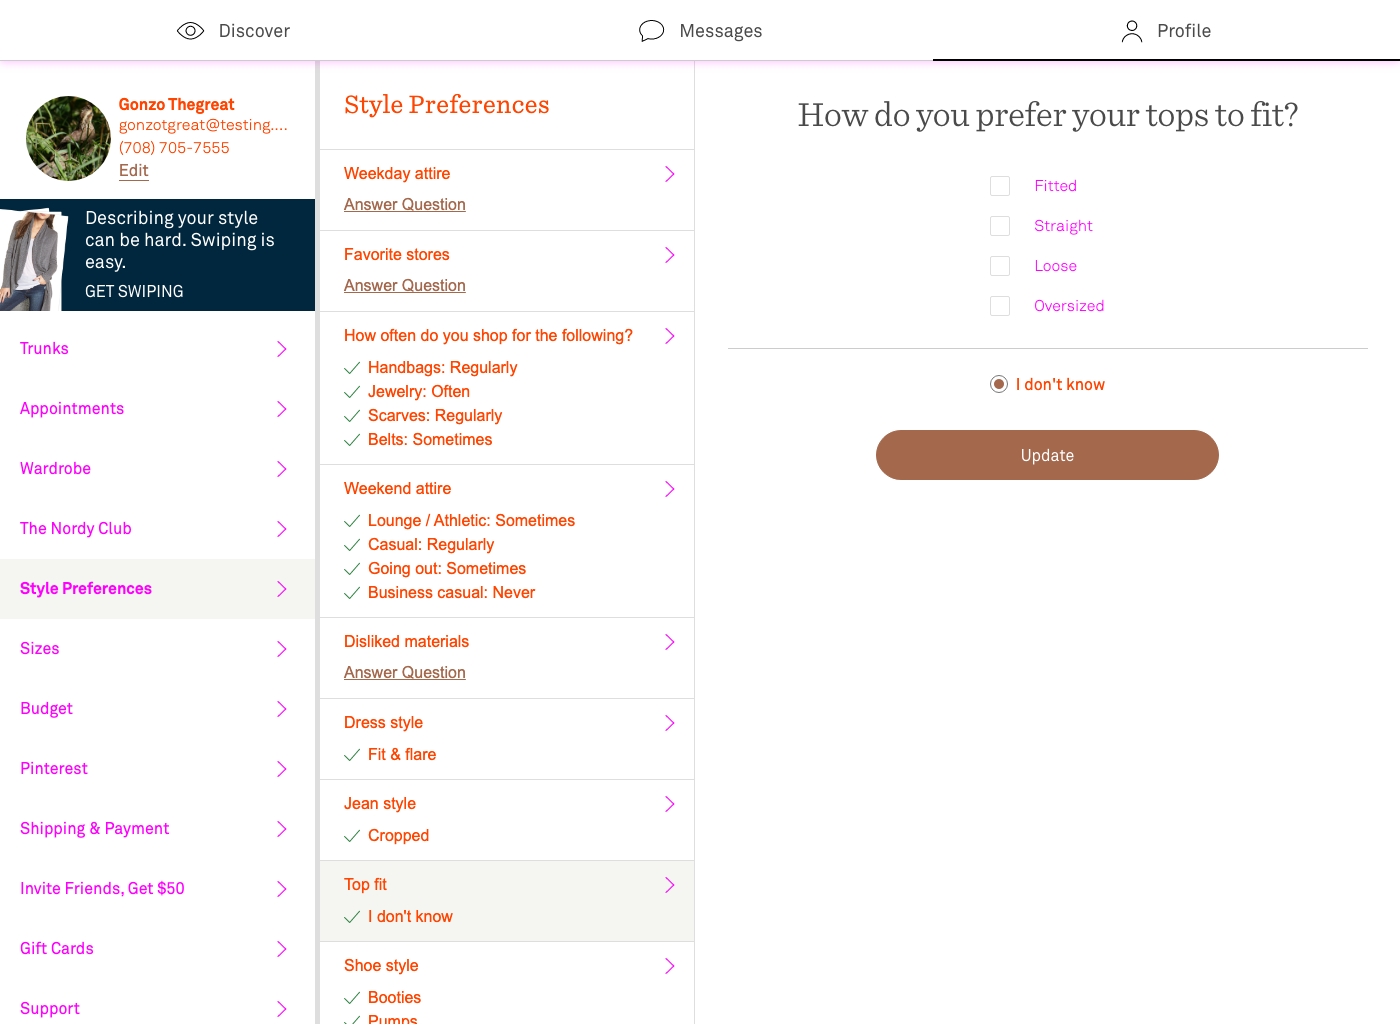 Discover
Messages
Profile
Gonzo Thegreat
gonzotgreat@testing....
(708) 705-7555
Edit
Describing your style
can be hard. Swiping is
easy.
GET SWIPING
Trunks
Appointments
Wardrobe
The Nordy Club
Style Preferences
Sizes
Budget
Pinterest
Shipping & Payment
Invite Friends, Get $50
Gift Cards
Support
Style Preferences
Weekday attire
Answer Question
Favorite stores
Answer Question
How often do you shop for the following?
Handbags: Regularly
Jewelry: Often
Scarves: Regularly
Belts: Sometimes
Weekend attire
Lounge / Athletic: Sometimes
Casual: Regularly
Going out: Sometimes
Business casual: Never
Disliked materials
Answer Question
Dress style
Fit & flare
Jean style
Cropped
Top fit
I don't know
Shoe style
Booties
Pumps
How do you prefer your tops to fit?
Fitted
Straight
Loose
Oversized
I don't know
Update